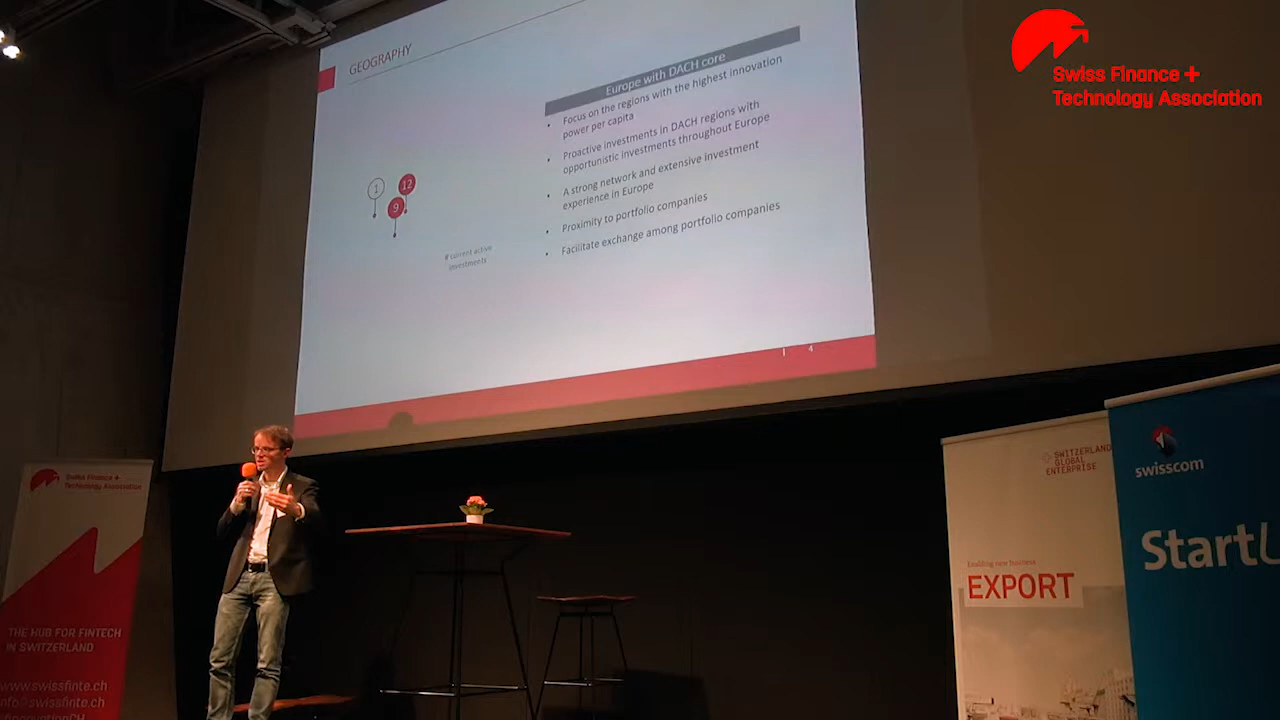 GEOGRAPHY
Europe with DACH core
• Focus on the regions with the highest innovation
power per capita
• Proactive investments in DACH regions with
opportunistic investments throughout Europe
• A strong network and extensive investment
experience in Europe
• Proximity to portfolio companies
• Facilitate exchange among portfolio companies
1
12
9
# current active
investments
| 4
Swiss Finance +
Technology Association
Swiss Finance +
Technology Association
THE HUB FOR FINTECH
IN SWITZERLAND
www.swissfinte.ch
info@swissfinte.ch
SWITZERLAND
GLOBAL
ENTERPRISE
Enabling new business
EXPORT
swisscom
StartU